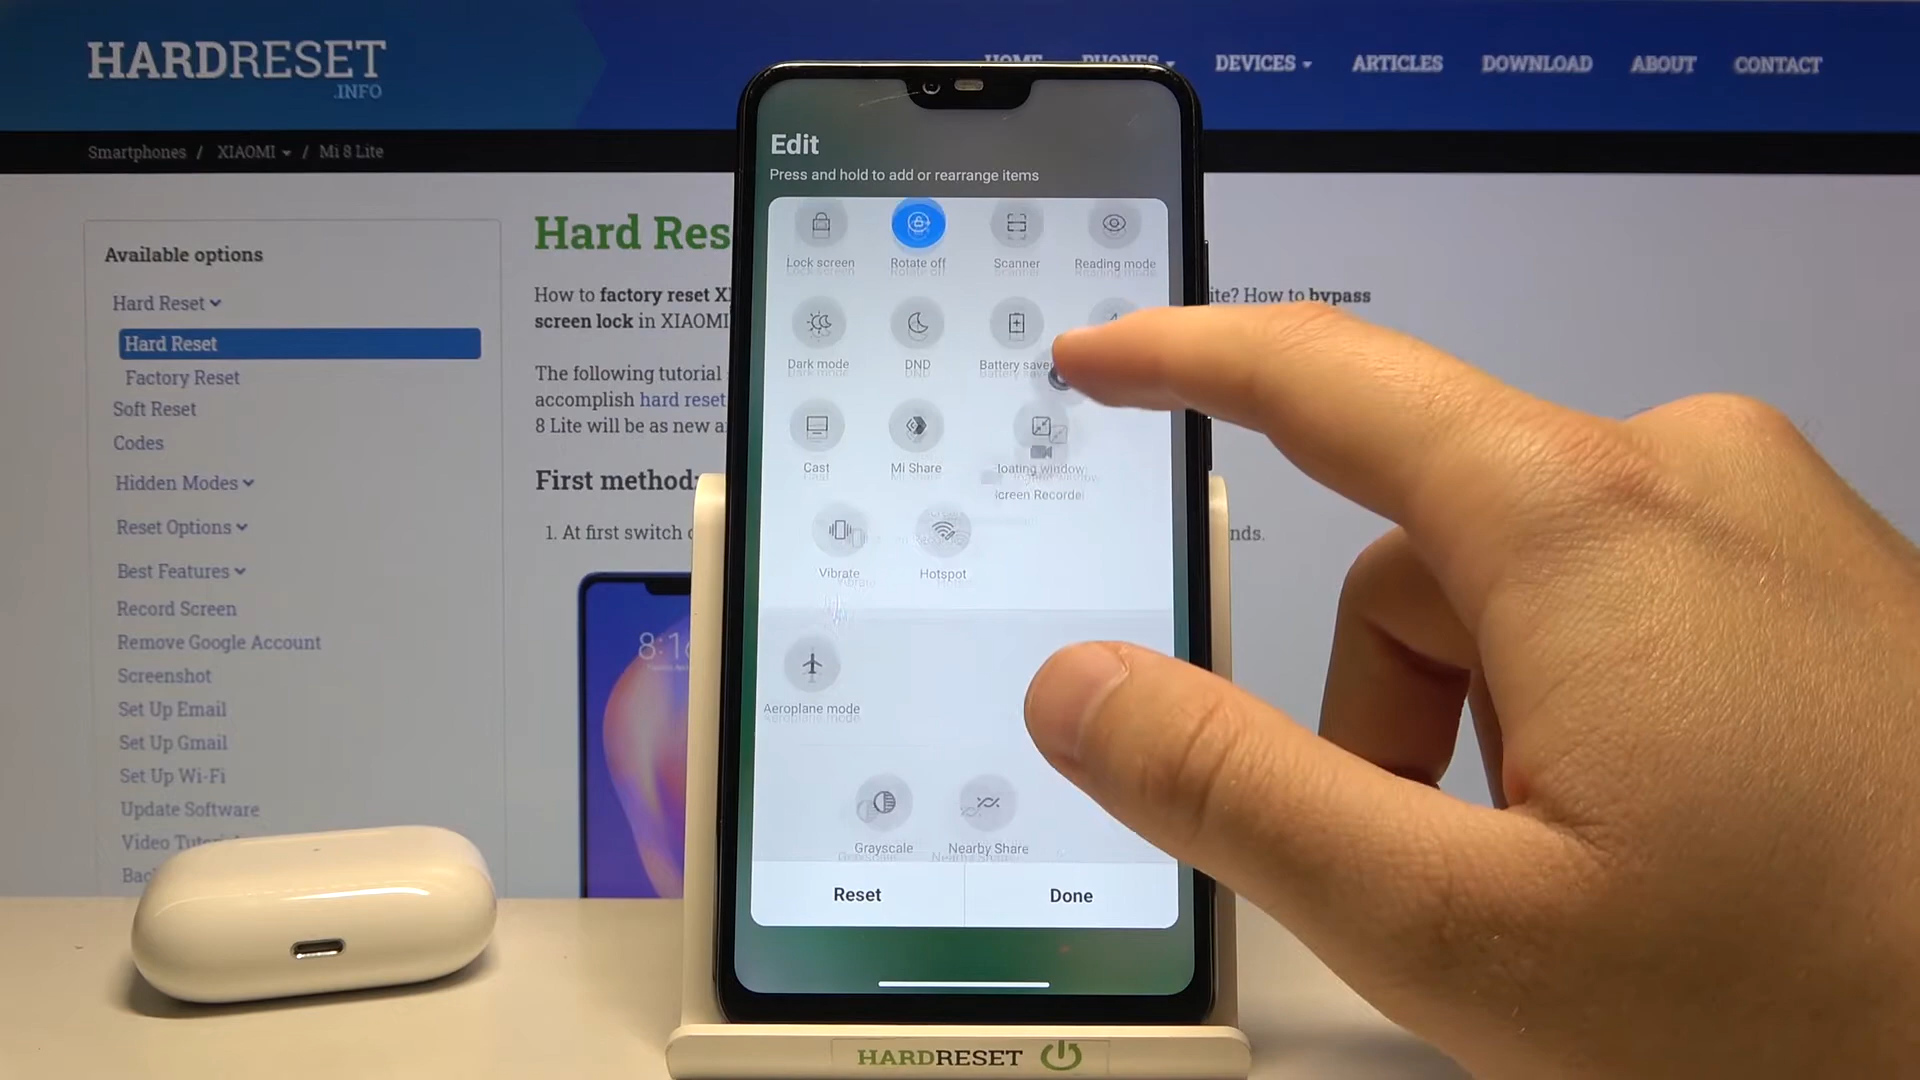 HARDRESET
.INFO
HOME PHONES DEVICES ARTICLES DOWNLOAD ABOUT CONTACT
Smartphones / XIAOMI / Mi 8 Lite
Available options
Hard Reset
Hard Reset
Factory Reset
Soft Reset
Codes
Hidden Modes
Reset Options
Best Features
Record Screen
Remove Google Account
Screenshot
Set Up Email
Set Up Gmail
Set Up Wi-Fi
Update Software
Hard Res
How to factory reset
ite? How to bypass
screen lock in XIAOMI
The following tutorial
accomplish hard reset
8 Lite will be as new
First method:
1. At first switch
nds.
Edit
Press and hold to add or rearrange items
Lock screen
Rotate off
Scanner
Reading mode
Dark mode
DND
Battery saver
Cast
Mi Share
loating window
creen Recorder
Vibrate
Hotspot
Aeroplane mode
Grayscale
Nearby Share
Reset
Done
HARDRESET